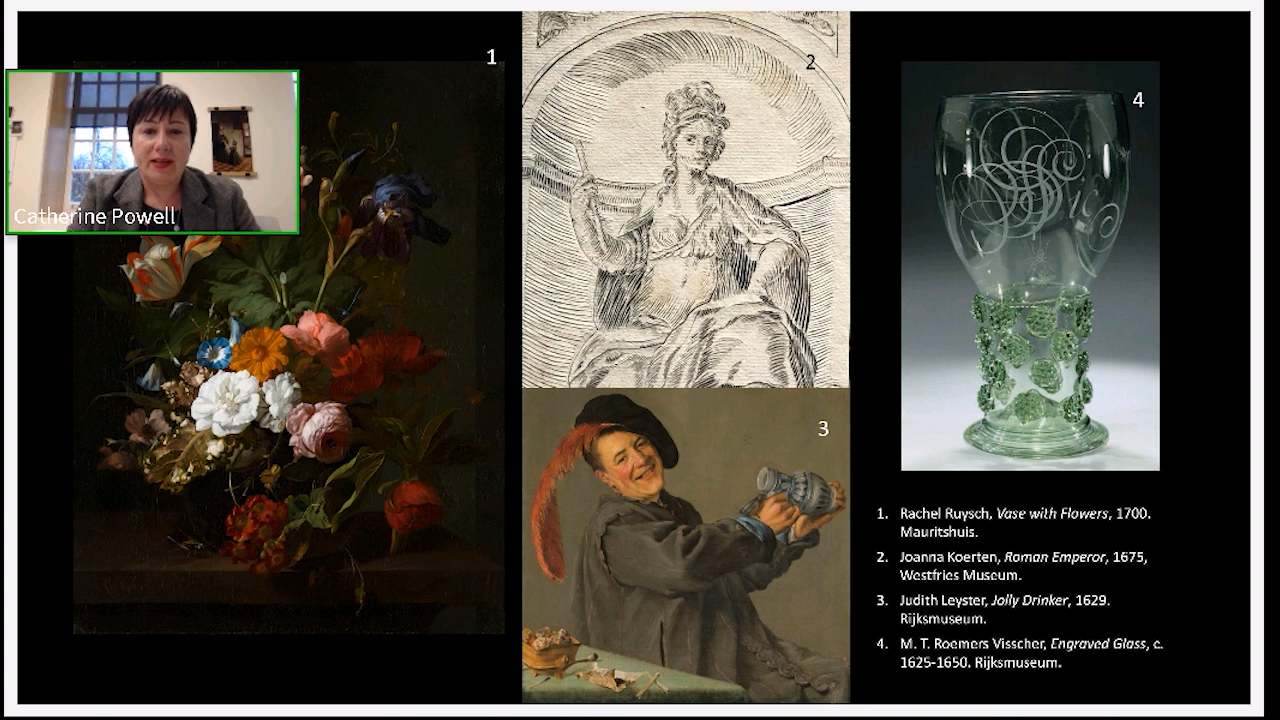 1
2
4
Catherine Powell
3
1. Rachel Ruysch, Vase with Flowers, 1700.
Mauritshuis.
2. Joanna Koerten, Roman Emperor, 1675,
Westfries Museum.
3. Judith Leyster, Jolly Drinker, 1629.
Rijksmuseum.
4. M. T. Roemers Visscher, Engraved Glass, c.
1625-1650. Rijksmuseum.